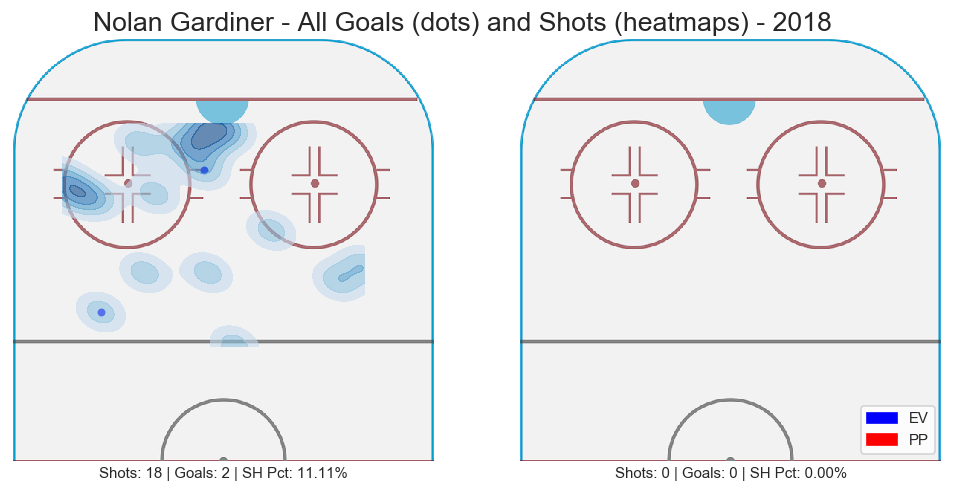 Nolan Gardiner - All Goals (dots) and Shots (heatmaps) - 2018
EV
PP
Shots: 18 | Goals: 2 | SH Pct: 11.11%
Shots: 0 | Goals: 0 | SH Pct: 0.00%